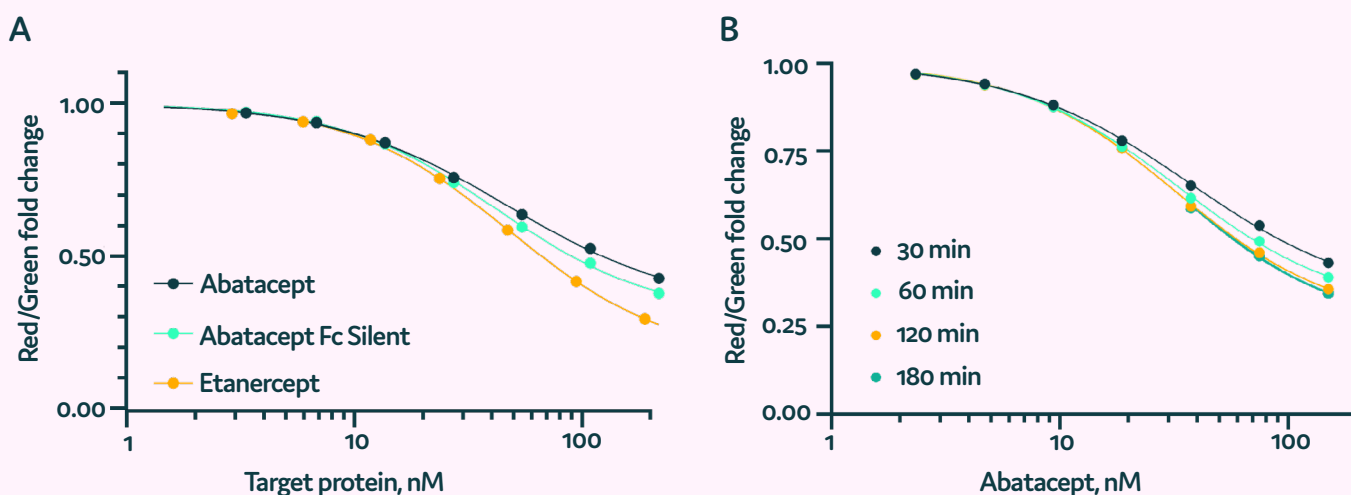 A
Red/Green fold change
1.00
0.50
0.00
Abatacept
Abatacept Fc Silent
Etanercept
1
10
100
Target protein, nM
B
Red/Green fold change
1.00
0.75
0.50
0.25
0.00
30 min
60 min
120 min
180 min
1
10
100
Abatacept, nM